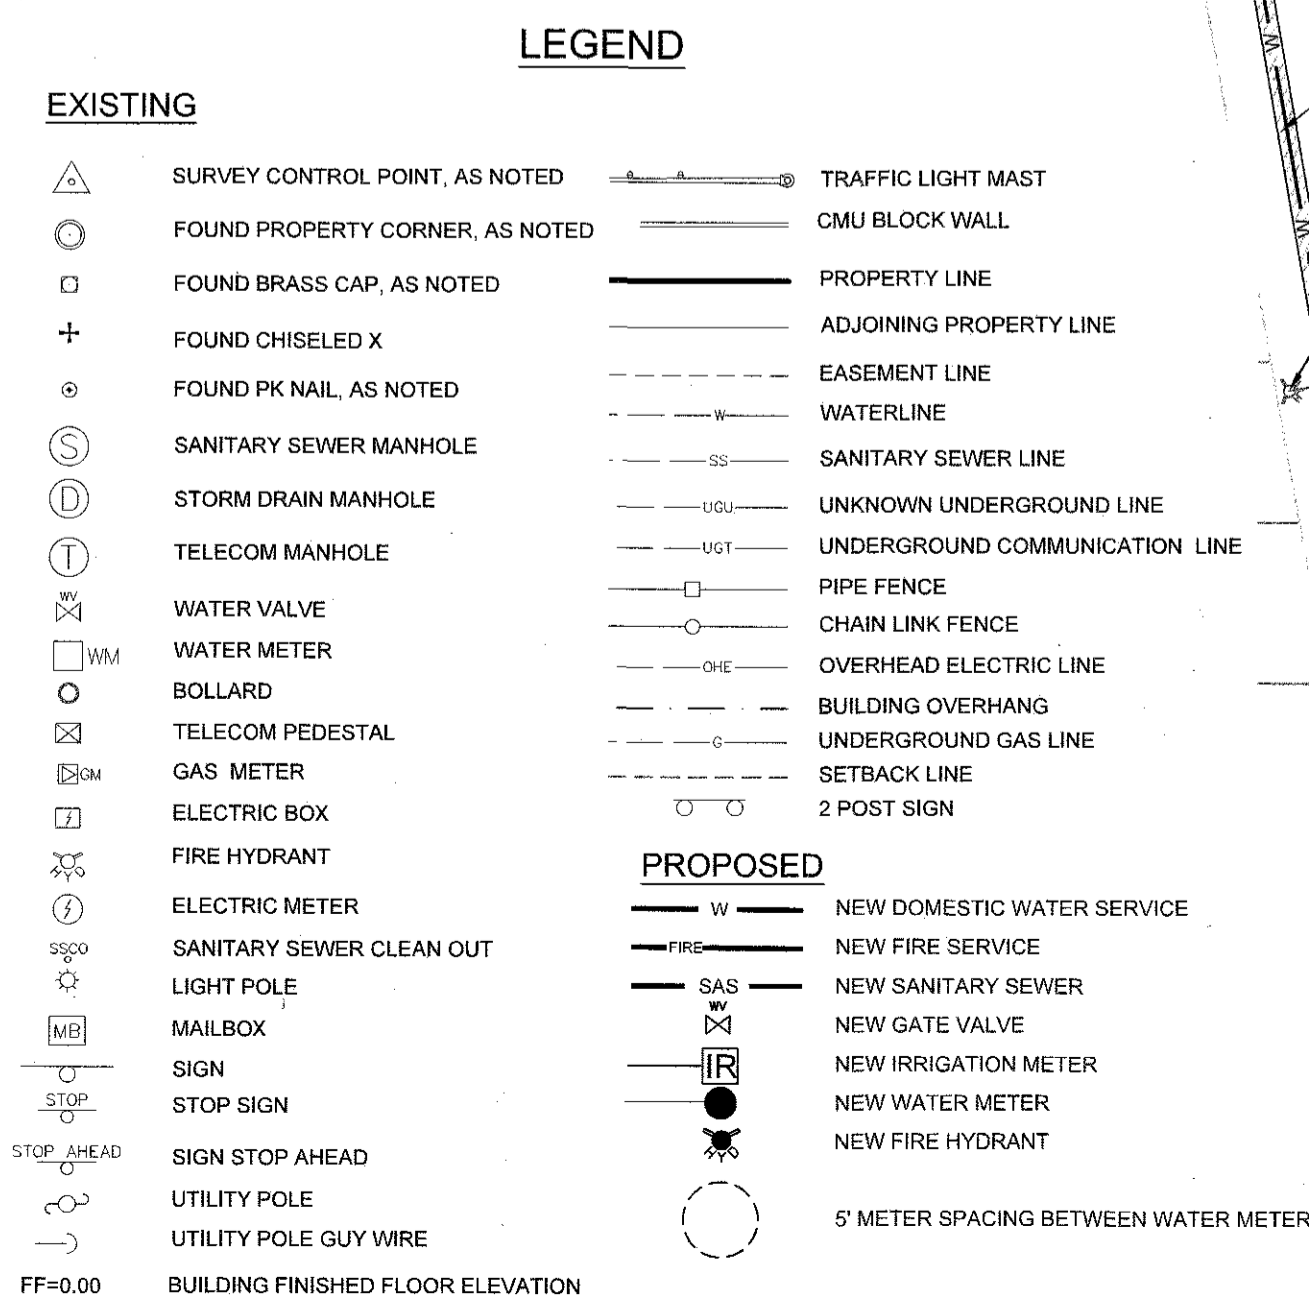 LEGEND
EXISTING
SURVEY CONTROL POINT, AS NOTED
FOUND PROPERTY CORNER, AS NOTED
FOUND BRASS CAP, AS NOTED
FOUND CHISELED X
FOUND PK NAIL, AS NOTED
S SANITARY SEWER MANHOLE
D STORM DRAIN MANHOLE
T TELECOM MANHOLE
WV WATER VALVE
WM WATER METER
BOLLARD
TELECOM PEDESTAL
GM GAS METER
ELECTRIC BOX
FIRE HYDRANT
ELECTRIC METER
SSCO SANITARY SEWER CLEAN OUT
LIGHT POLE
MB MAILBOX
SIGN
STOP STOP SIGN
STOP AHEAD SIGN STOP AHEAD
UTILITY POLE
UTILITY POLE GUY WIRE
FF=0.00 BUILDING FINISHED FLOOR ELEVATION
TRAFFIC LIGHT MAST
CMU BLOCK WALL
PROPERTY LINE
ADJOINING PROPERTY LINE
EASEMENT LINE
W WATERLINE
SS SANITARY SEWER LINE
UGU UNKNOWN UNDERGROUND LINE
UGT UNDERGROUND COMMUNICATION LINE
PIPE FENCE
CHAIN LINK FENCE
OHE OVERHEAD ELECTRIC LINE
BUILDING OVERHANG
G UNDERGROUND GAS LINE
SETBACK LINE
2 POST SIGN
PROPOSED
W NEW DOMESTIC WATER SERVICE
FIRE NEW FIRE SERVICE
SAS NEW SANITARY SEWER
WV NEW GATE VALVE
IR NEW IRRIGATION METER
NEW WATER METER
NEW FIRE HYDRANT
5' METER SPACING BETWEEN WATER METER
W
W